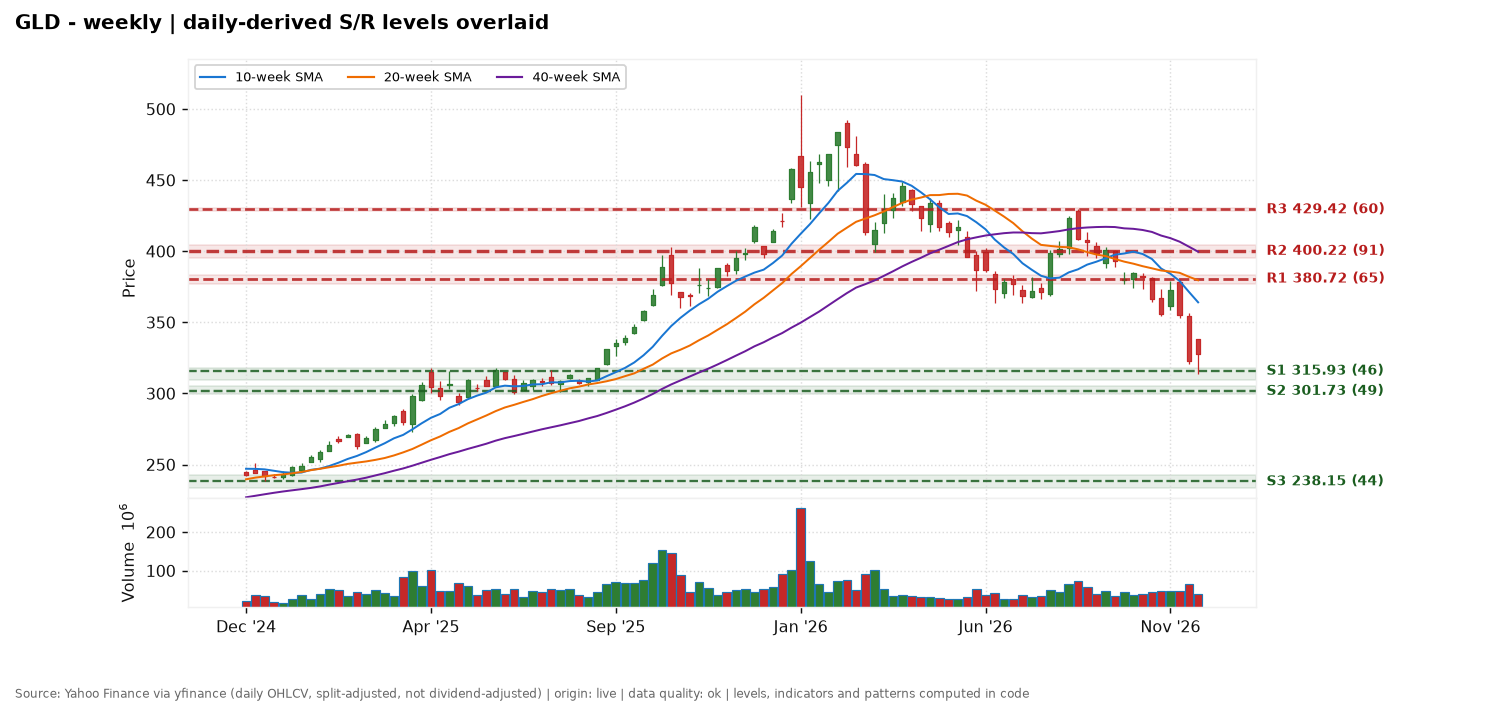 GLD - weekly | daily-derived S/R levels overlaid
10-week SMA
20-week SMA
40-week SMA
Price
500
450
400
350
300
250
R3 429.42 (60)
R2 400.22 (91)
R1 380.72 (65)
S1 315.93 (46)
S2 301.73 (49)
S3 238.15 (44)
Volume 10⁶
200
100
Dec '24
Apr '25
Sep '25
Jan '26
Jun '26
Nov '26
Source: Yahoo Finance via yfinance (daily OHLCV, split-adjusted, not dividend-adjusted) | origin: live | data quality: ok | levels, indicators and patterns computed in code